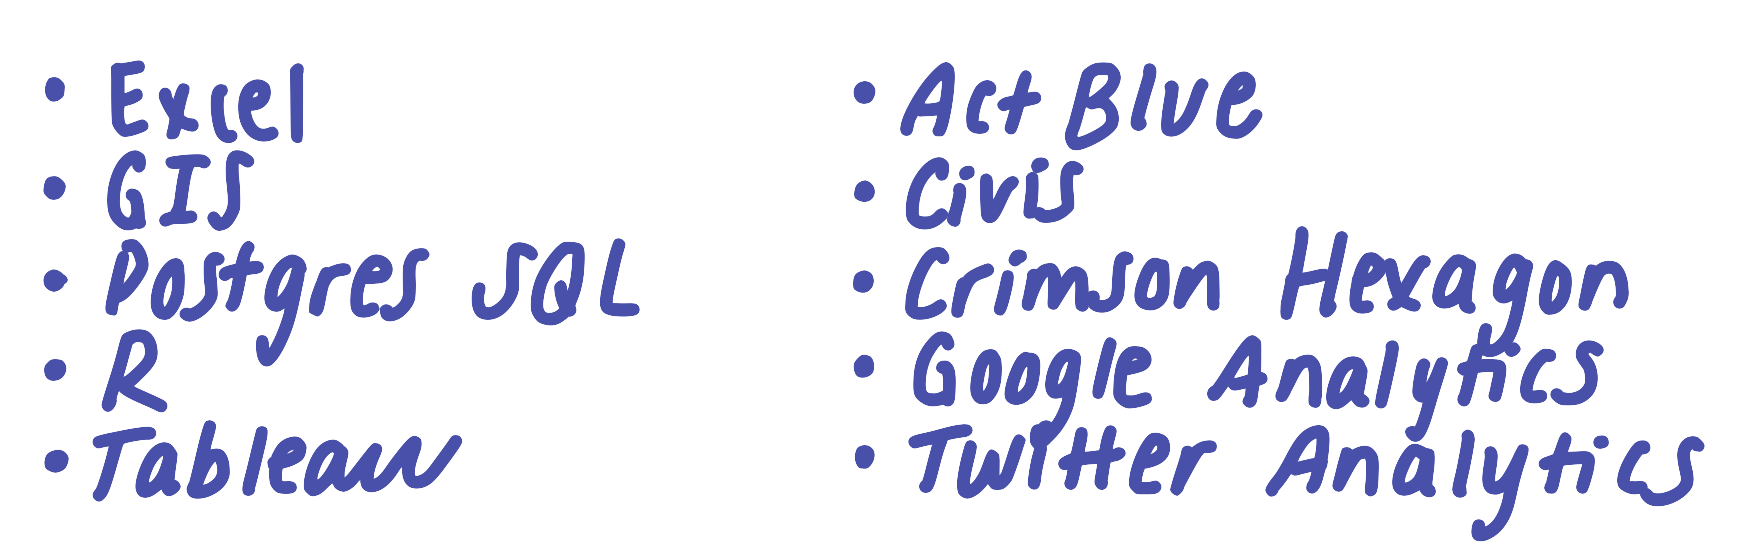 • Excel
• GIS
• Postgres SQL
• R
• Tableau
• Act Blue
• Civis
• Crimson Hexagon
• Google Analytics
• Twitter Analytics